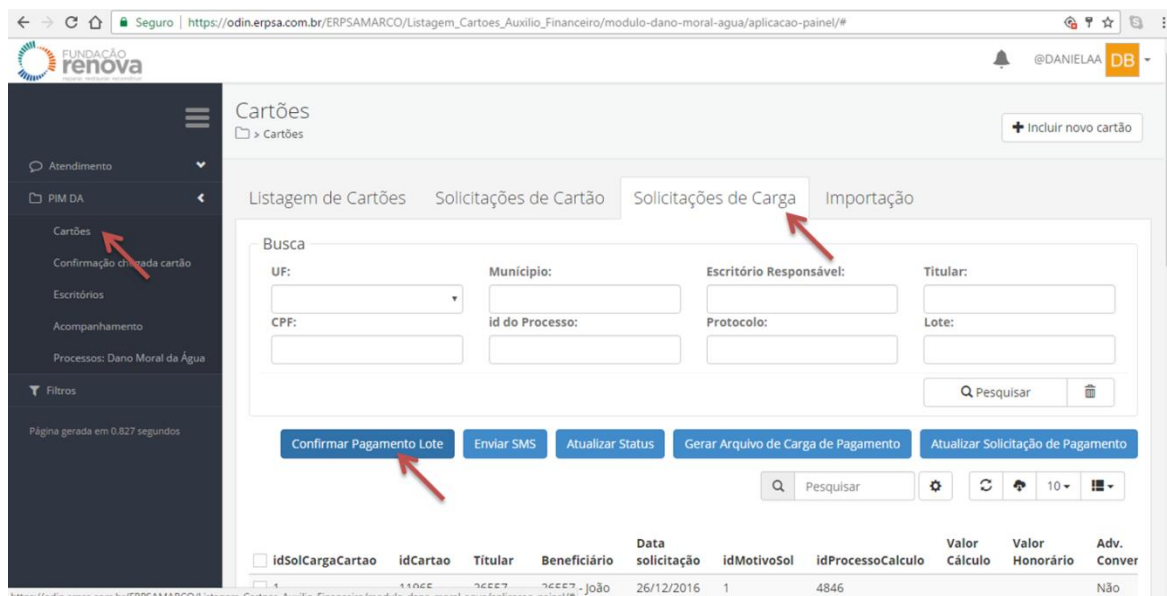 Seguro | https://odin.erpsa.com.br/ERPSAMARCO/Listagem_Cartoes_Auxilio_Financeiro/modulo-dano-moral-agua/aplicacao-painel/#
FUNDAÇÃO
renova
@DANIELAA DB
Cartões
» Cartões
Incluir novo cartão
Atendimento
PIM DA
Cartões
Confirmação chegada cartão
Escritórios
Acompanhamento
Processos: Dano Moral da Água
Filtros
Página gerada em 0.827 segundos
Listagem de Cartões Solicitações de Cartão Solicitações de Carga Importação
Busca
UF: Munícipio: Escritório Responsável: Titular:
CPF: id do Processo: Protocolo: Lote:
Pesquisar
Confirmar Pagamento Lote Enviar SMS Atualizar Status Gerar Arquivo de Carga de Pagamento Atualizar Solicitação de Pagamento
Pesquisar 10
idSolCargaCartao idCartao Títular Beneficiário Data solicitação idMotivoSol idProcessoCalculo Valor Cálculo Valor Honorário Adv. Conver
1 11965 26557 26557 - João 26/12/2016 1 4846 Não